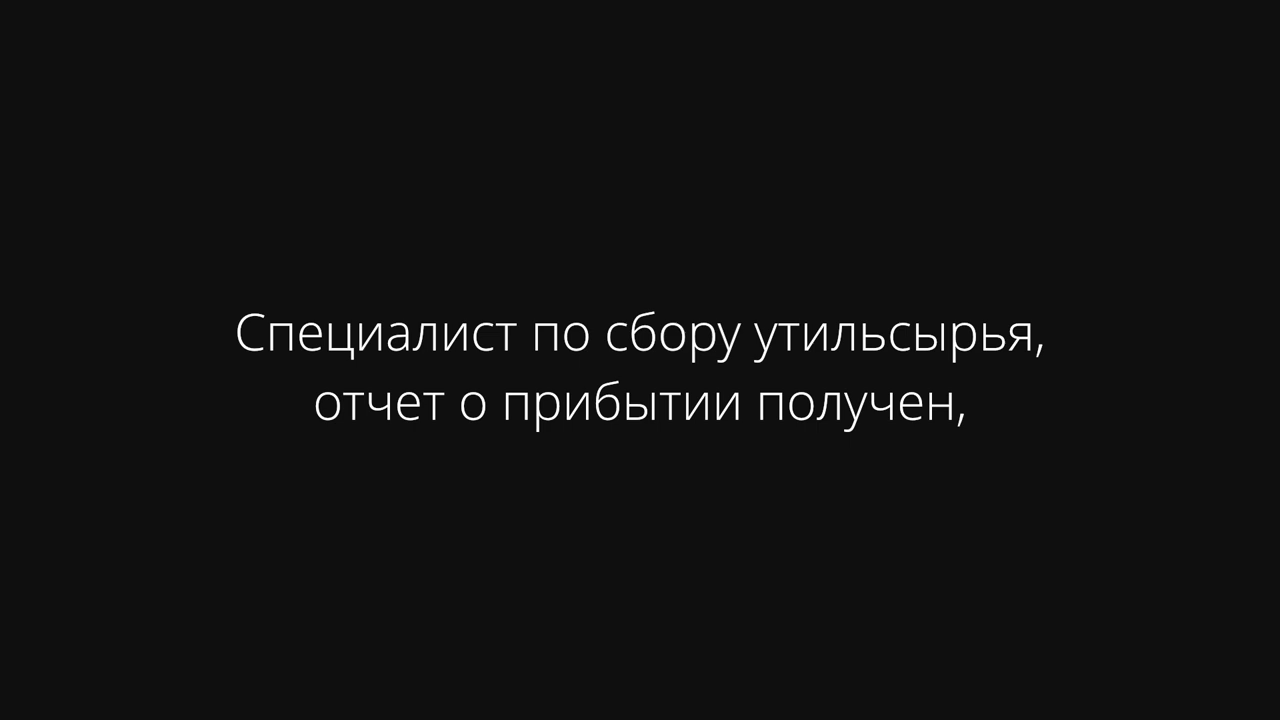 Специалист по сбору утильсырья,
отчет о прибытии получен,